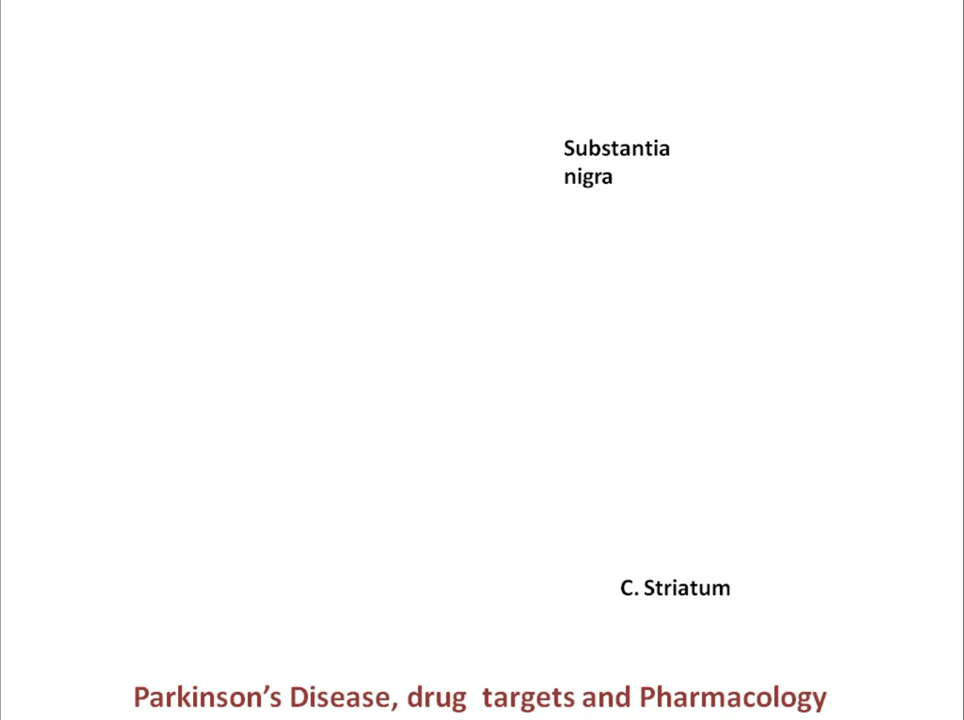 Substantia
nigra
C. Striatum
Parkinson’s Disease, drug  targets and Pharmacology